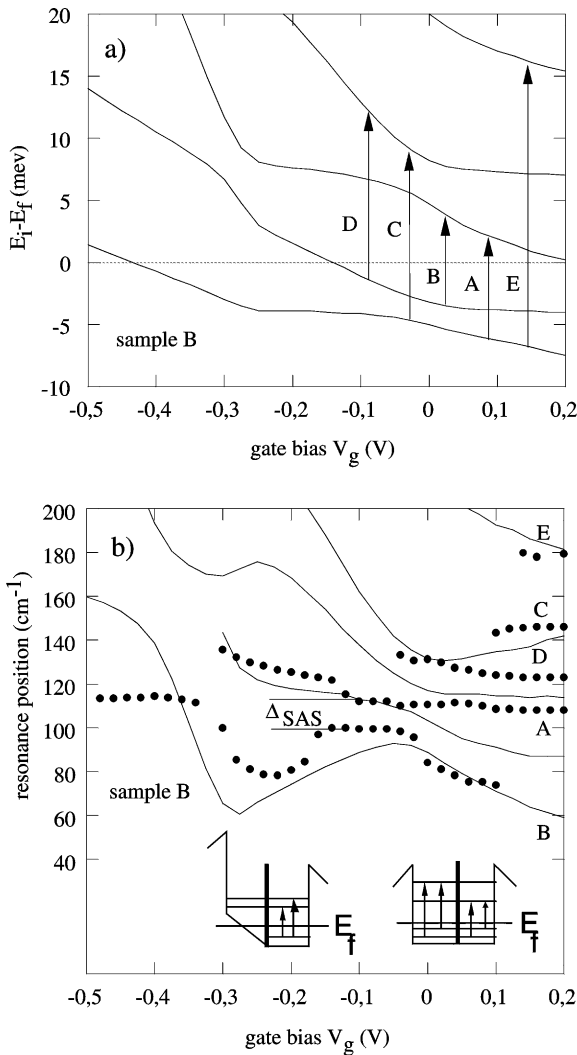 a)
20
15
10
5
0
-5
-10
E_i-E_f (mev)
D
C
B
A
E
sample B
-0,5 -0,4 -0,3 -0,2 -0,1 0 0,1 0,2
gate bias V_g (V)
b)
200
180
160
140
120
100
80
60
40
resonance position (cm^-1)
E
C
D
Δ_SAS
A
sample B
B
E_f
E_f
-0,5 -0,4 -0,3 -0,2 -0,1 0 0,1 0,2
gate bias V_g (V)